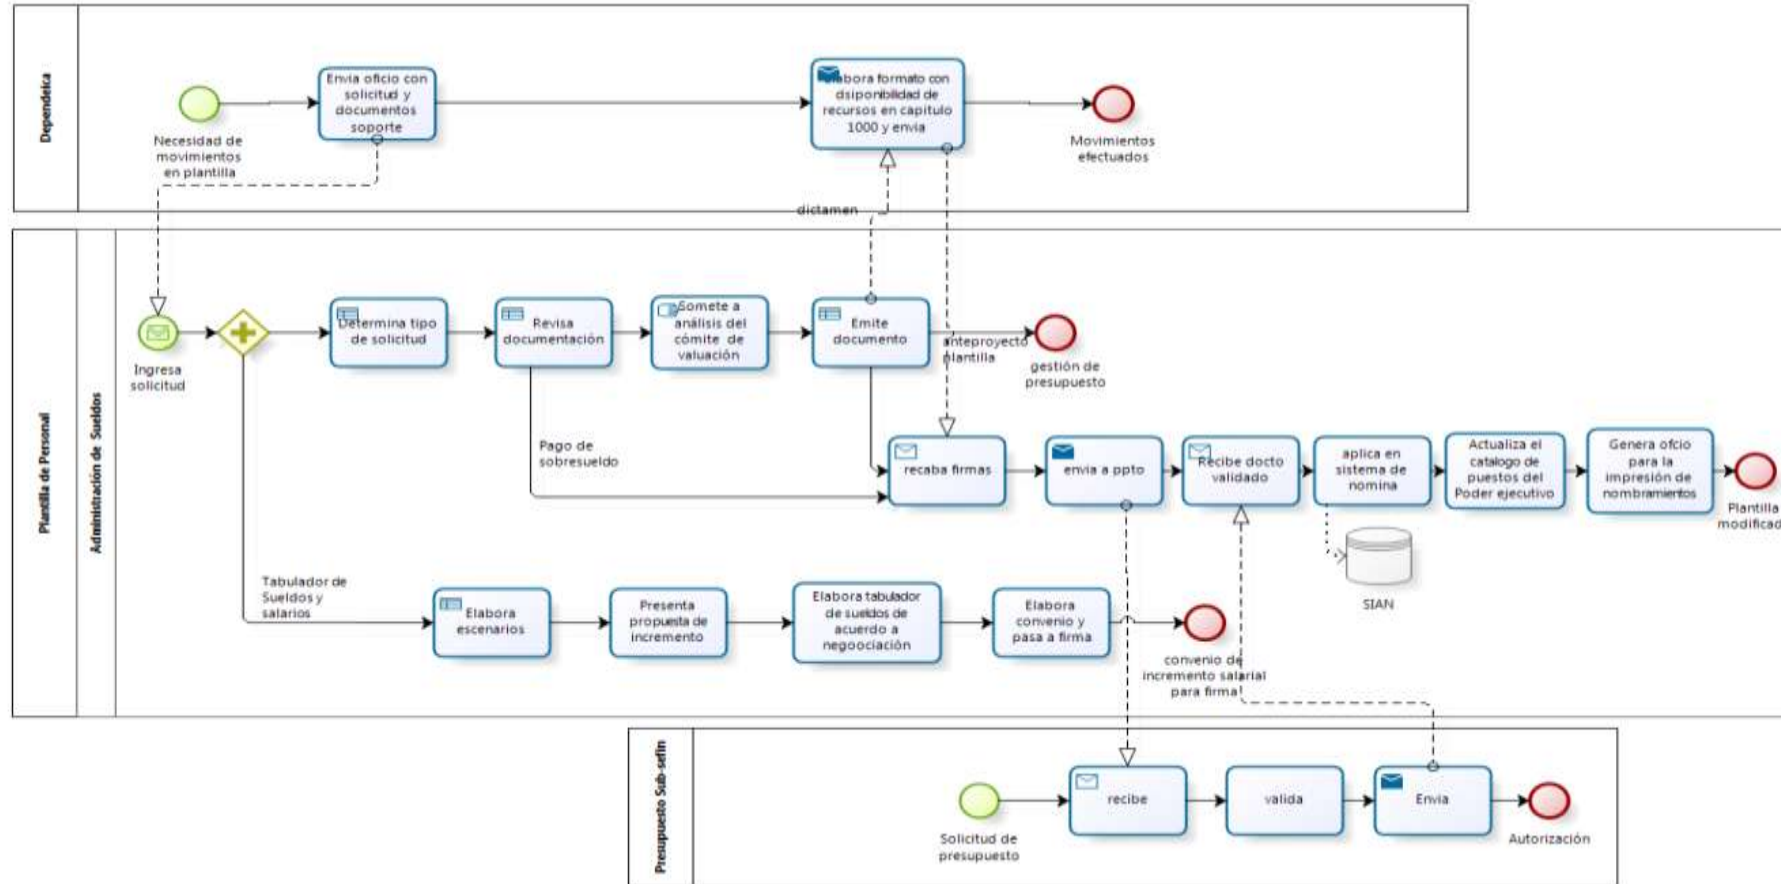 Dependeica
Envia oficio con
solicitud y
documentos
soporte
Necesidad de
movimientos
en plantilla
abora formato con
dsiponibilidad de
recursos en capitulo
1000 y envia
Movimientos
efectuados
dictamen
Plantilla de Personal
Administración de Sueldos
Ingresa
solicitud
Determina tipo
de solicitud
Revisa
documentación
Somete a
análisis del
cómite de
valuación
Emite
documento
anteproyecto
plantilla
gestión de
presupuesto
Pago de
sobresueldo
recaba firmas
envia a ppto
Recibe docto
validado
aplica en
sistema de
nomina
Actualiza el
catalogo de
puestos del
Poder ejecutivo
Genera ofcio
para la
impresión de
nombramientos
Plantilla
modificad
SIAN
Tabulador de
Sueldos y
salarios
Elabora
escenarios
Presenta
propuesta de
incremento
Elabora tabulador
de sueldos de
acuerdo a
negoociación
Elabora
convenio y
pasa a firma
convenio de
incremento salarial
para firma
Presupuesto Sub-sefin
Solicitud de
presupuesto
recibe
valida
Envia
Autorización